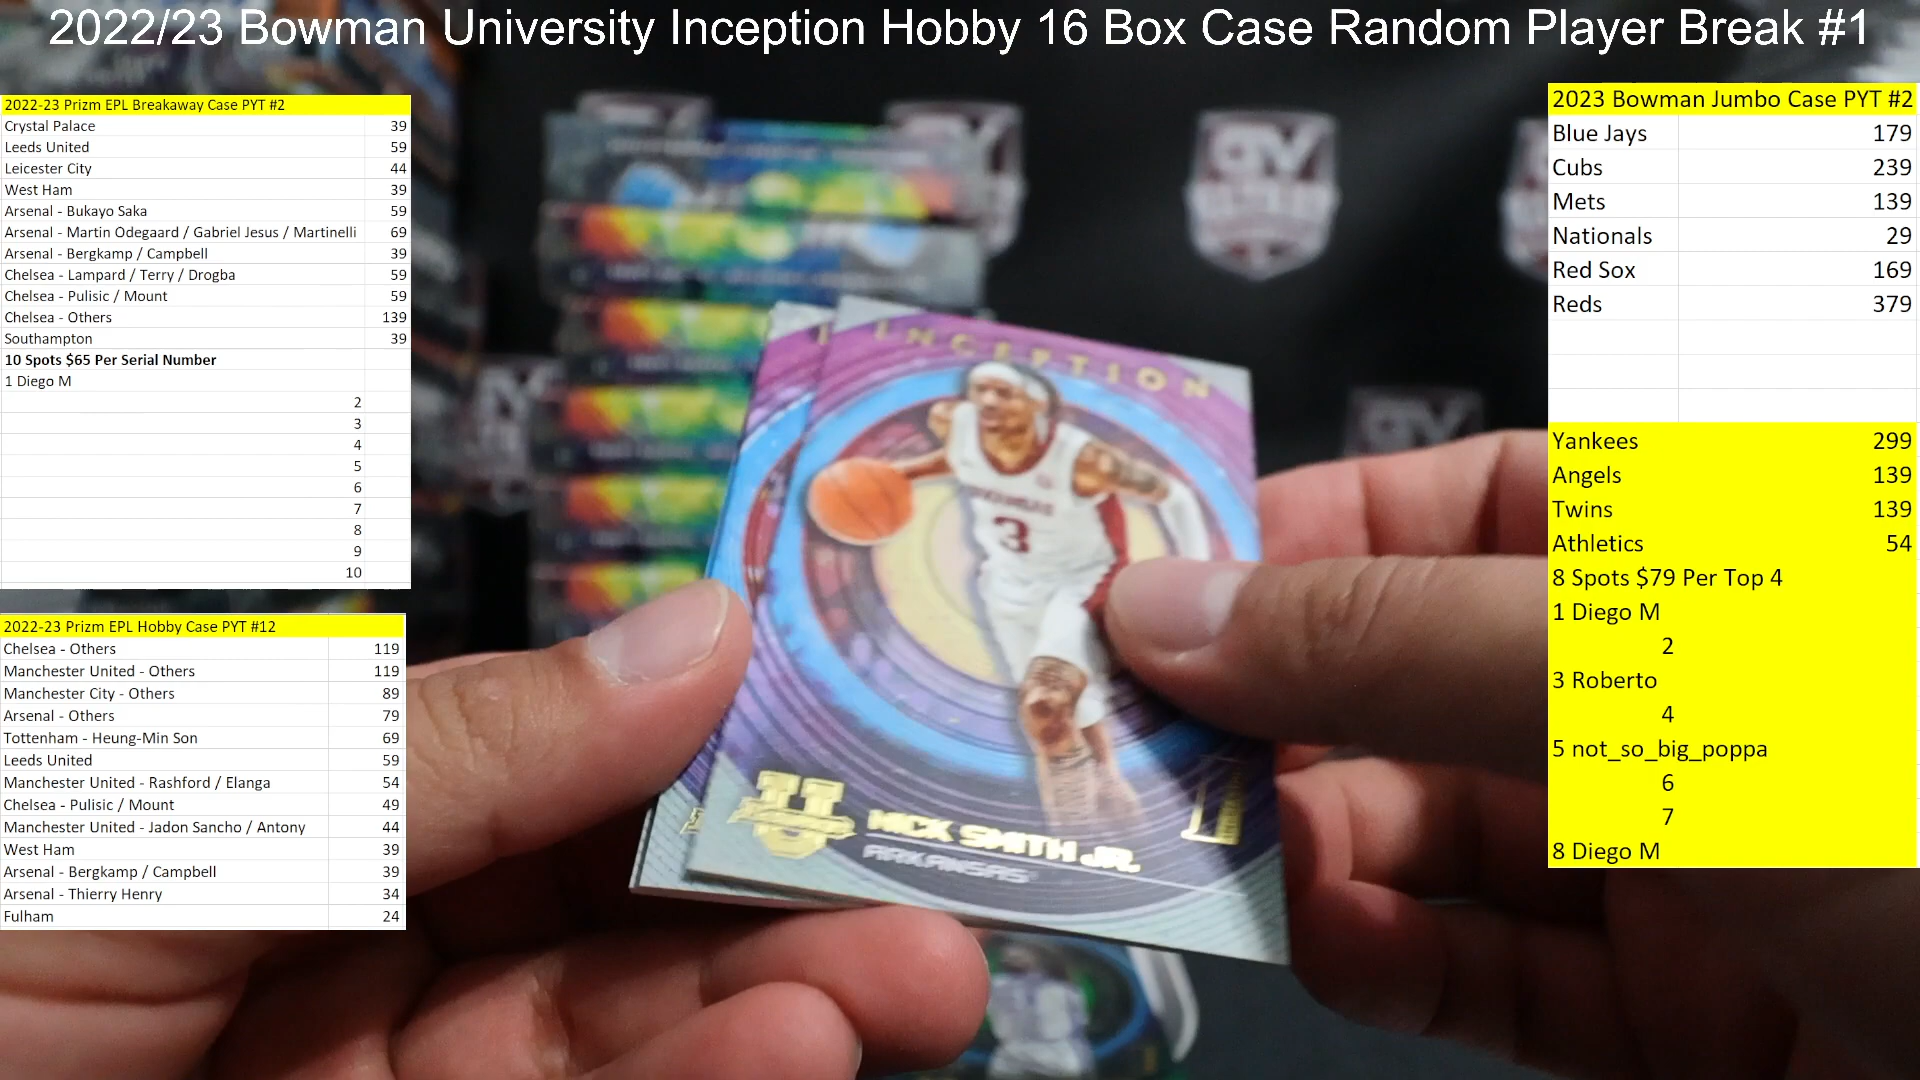 2022/23 Bowman University Inception Hobby 16 Box Case Random Player Break #1
2022-23 Prizm EPL Breakaway Case PYT #2
Crystal Palace 39
Leeds United 59
Leicester City 44
West Ham 39
Arsenal - Bukayo Saka 59
Arsenal - Martin Odegaard / Gabriel Jesus / Martinelli 69
Arsenal - Bergkamp / Campbell 39
Chelsea - Lampard / Terry / Drogba 59
Chelsea - Pulisic / Mount 59
Chelsea - Others 139
Southampton 39
10 Spots $65 Per Serial Number
1 Diego M
2
3
4
5
6
7
8
9
10
2022-23 Prizm EPL Hobby Case PYT #12
Chelsea - Others 119
Manchester United - Others 119
Manchester City - Others 89
Arsenal - Others 79
Tottenham - Heung-Min Son 69
Leeds United 59
Manchester United - Rashford / Elanga 54
Chelsea - Pulisic / Mount 49
Manchester United - Jadon Sancho / Antony 44
West Ham 39
Arsenal - Bergkamp / Campbell 39
Arsenal - Thierry Henry 34
Fulham 24
INCEPTION
3
U
NICK SMITH JR.
ARKANSAS
2023 Bowman Jumbo Case PYT #2
Blue Jays 179
Cubs 239
Mets 139
Nationals 29
Red Sox 169
Reds 379
Yankees 299
Angels 139
Twins 139
Athletics 54
8 Spots $79 Per Top 4
1 Diego M
2
3 Roberto
4
5 not_so_big_poppa
6
7
8 Diego M